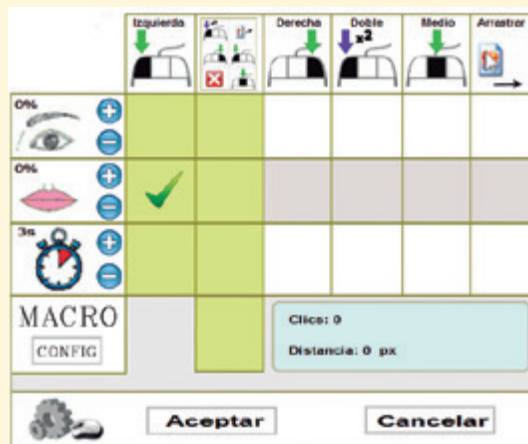 Izquierda
Derecha
Doble
Medio
Arrastrar
x2
0%
0%
3s
MACRO
CONFIG
Clics: 0
Distancia: 0 px
Aceptar
Cancelar